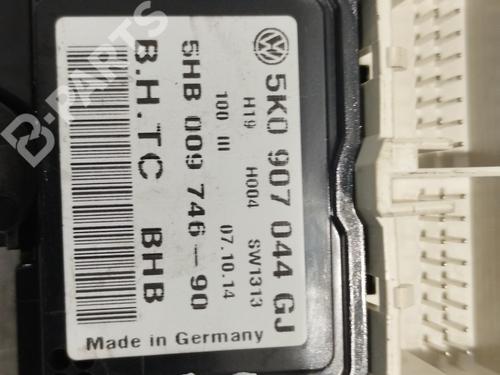 5K0 907 044 GJ
H19 H004 SW1313
100 III 07.10.14
5HB 009 746-90
B.H.TC BHB
Made in Germany
B-PARTS